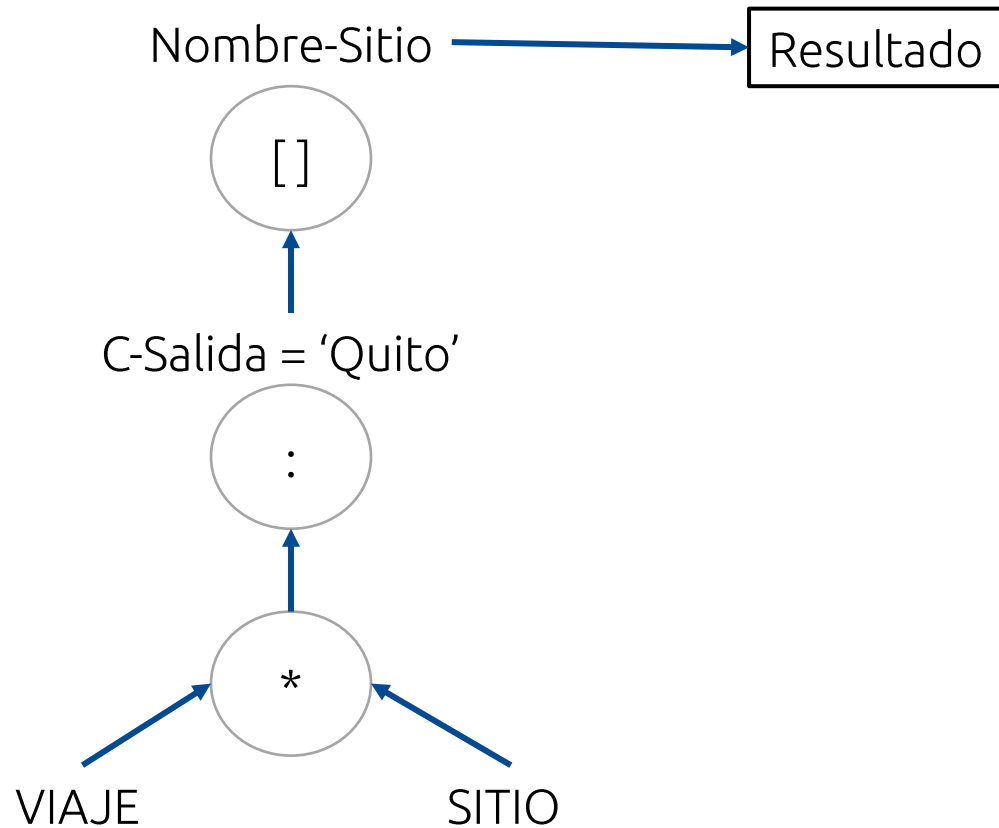 Nombre-Sitio
Resultado
[ ]
C-Salida = ‘Quito’
:
*
VIAJE
SITIO